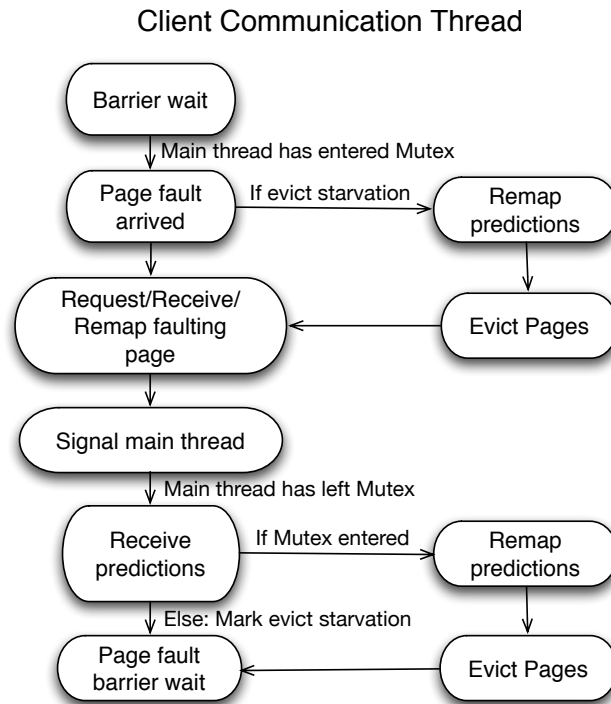 Client Communication Thread
Barrier wait
Main thread has entered Mutex
Page fault
arrived
If evict starvation
Remap
predictions
Request/Receive/
Remap faulting
page
Evict Pages
Signal main thread
Main thread has left Mutex
Receive
predictions
If Mutex entered
Remap
predictions
Else: Mark evict starvation
Page fault
barrier wait
Evict Pages